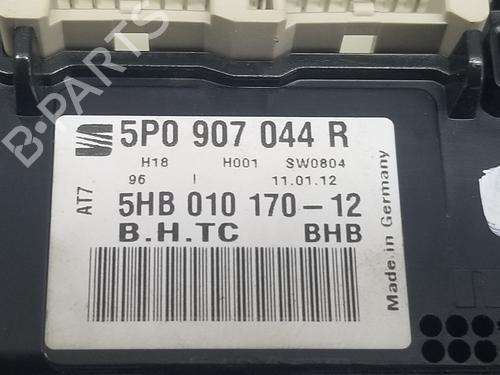 5P0 907 044 R
H18 H001 SW0804
96 I 11.01.12
AT7
5HB 010 170-12
B.H.TC BHB
Made in Germany
B-PARTS